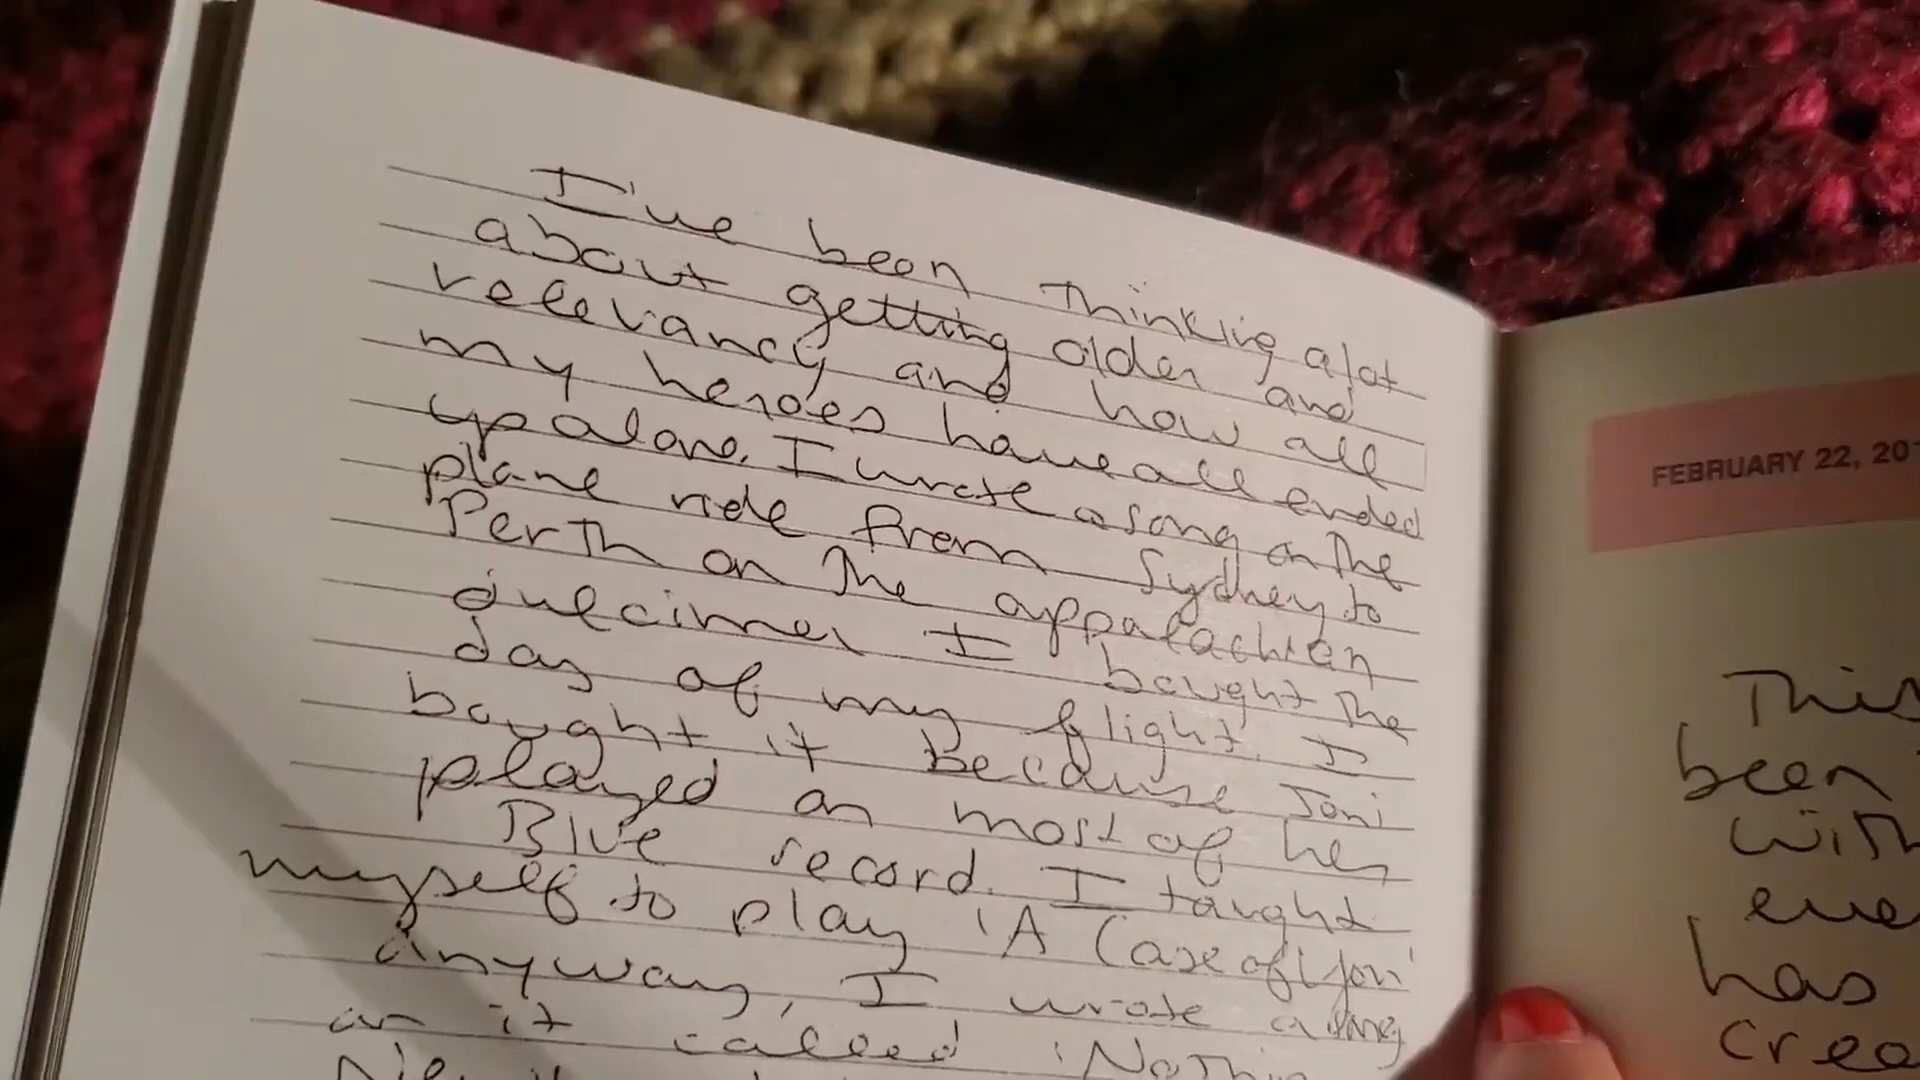 I've been Thinking alot
about getting older and
relevancy and how all
my heroes have all ended
up alone. I wrote a song on The
plane ride from Sydney to
Perth on The appalachian
dulcimer I bought The
day of my flight. I
bought it Because Joni
played on most of her
Blue record. I taught
myself to play 'A Case of You'
anyway, I wrote a song
on it called 'Nothin
FEBRUARY 22, 201
This
been
with
eve
has
crea